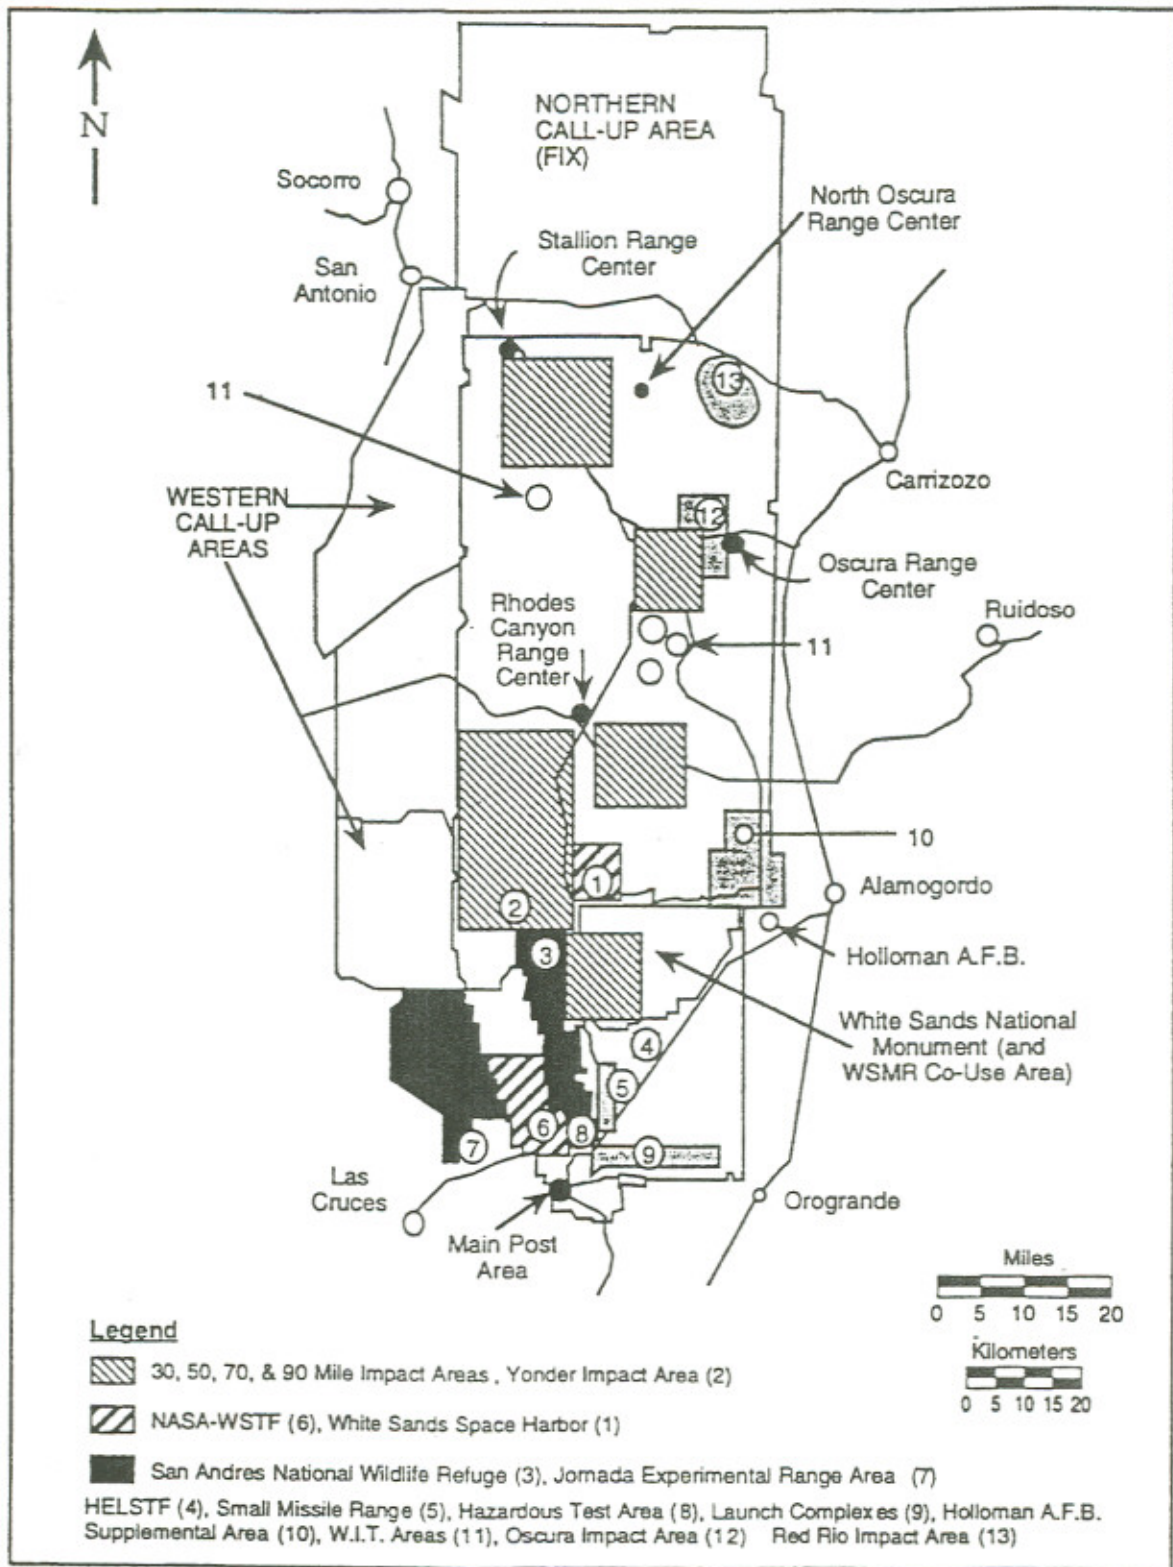 N
NORTHERN
CALL-UP AREA
(FIX)
Socorro
North Oscura
Range Center
Stallion Range
Center
San
Antonio
13
11
Carrizozo
WESTERN
CALL-UP
AREAS
12
Oscura Range
Center
Rhodes
Canyon
Range
Center
Ruidoso
11
10
1
Alamogordo
2
3
Holloman A.F.B.
White Sands National
Monument (and
WSMR Co-Use Area)
4
5
6
8
7
9
Las
Cruces
Orogrande
Main Post
Area
Miles
0 5 10 15 20
Kilometers
0 5 10 15 20
Legend
30, 50, 70, & 90 Mile Impact Areas , Yonder Impact Area (2)
NASA-WSTF (6), White Sands Space Harbor (1)
San Andres National Wildlife Refuge (3), Jornada Experimental Range Area (7)
HELSTF (4), Small Missile Range (5), Hazardous Test Area (8), Launch Complexes (9), Holloman A.F.B.
Supplemental Area (10), W.I.T. Areas (11), Oscura Impact Area (12) Red Rio Impact Area (13)